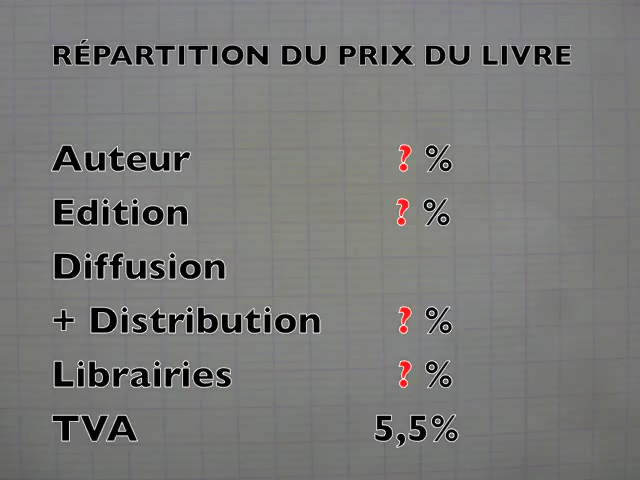 RÉPARTITION DU PRIX DU LIVRE
Auteur ? %
Edition ? %
Diffusion
+ Distribution ? %
Librairies ? %
TVA 5,5%